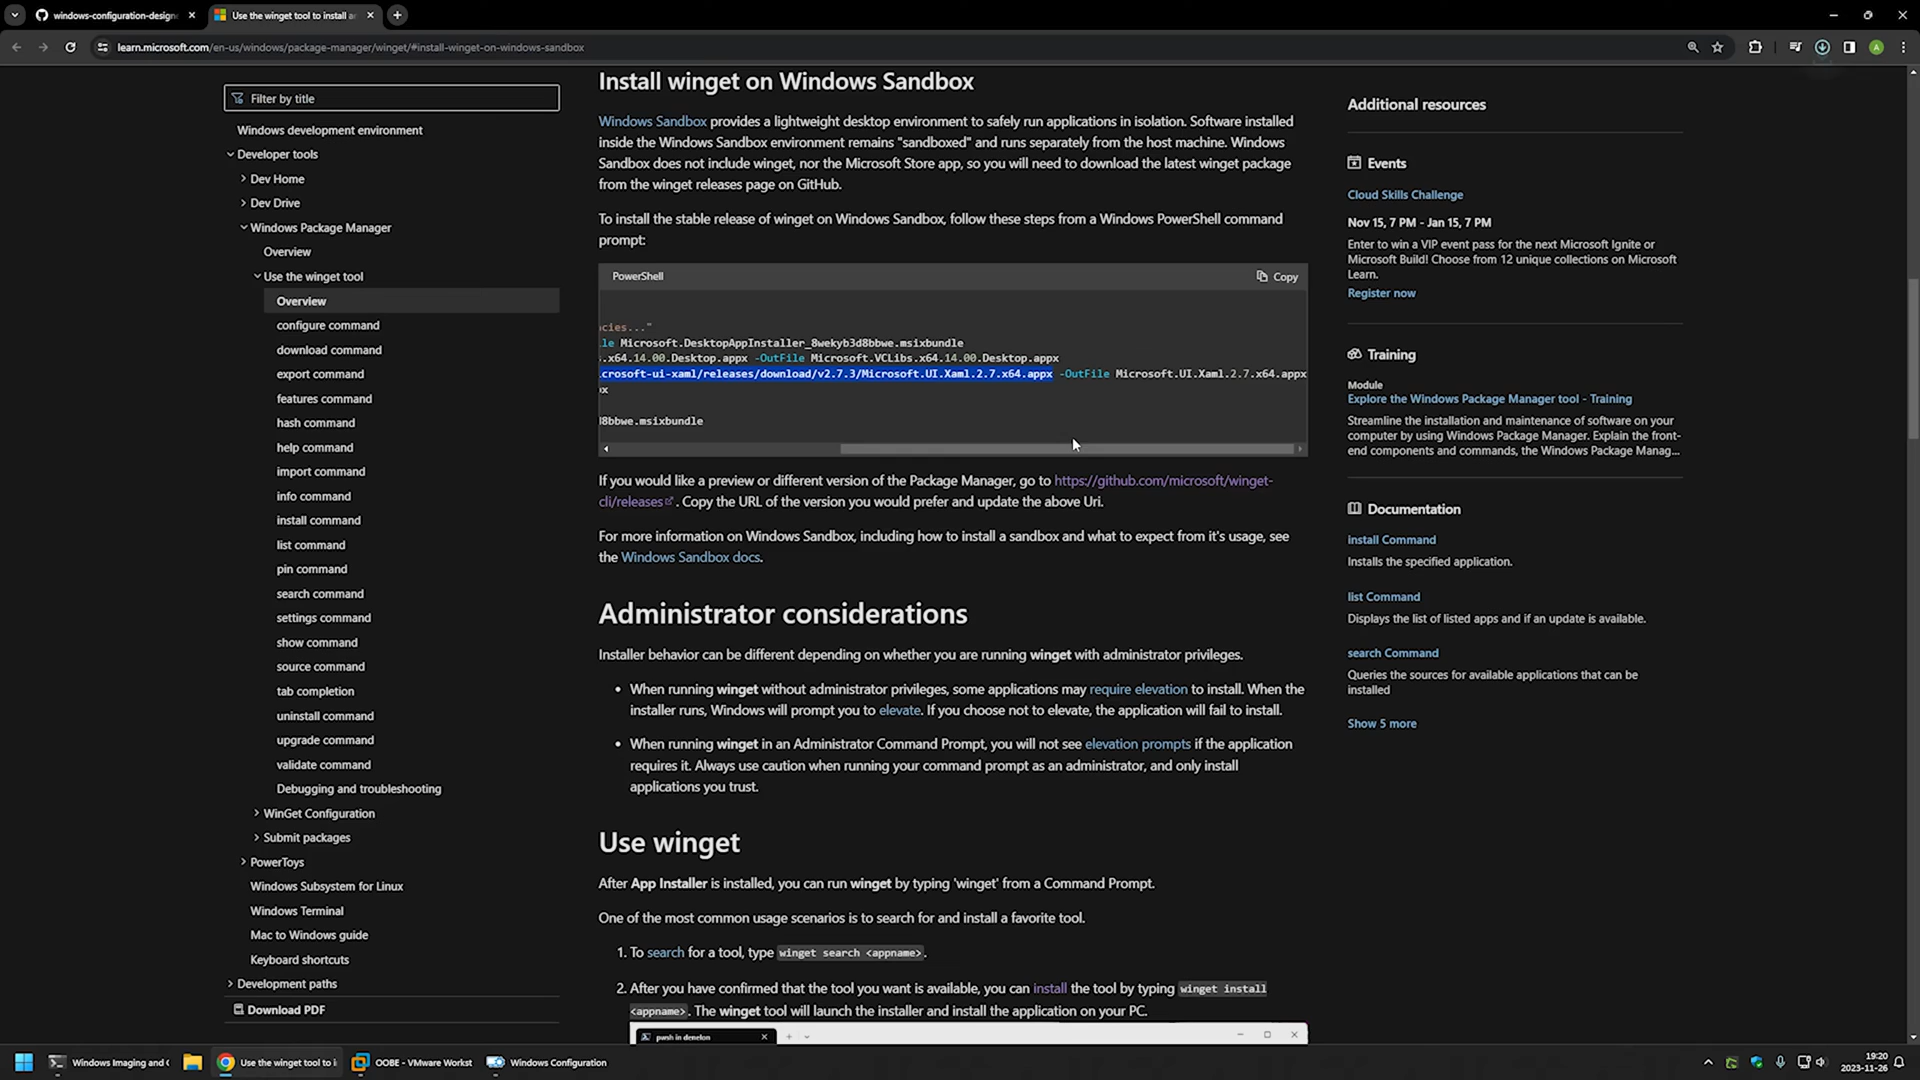 windows-configuration-design
Use the winget tool to install a
learn.microsoft.com/en-us/windows/package-manager/winget/#install-winget-on-windows-sandbox
A
Filter by title
Windows development environment
Developer tools
Dev Home
Dev Drive
Windows Package Manager
Overview
Use the winget tool
Overview
configure command
download command
export command
features command
hash command
help command
import command
info command
install command
list command
pin command
search command
settings command
show command
source command
tab completion
uninstall command
upgrade command
validate command
Debugging and troubleshooting
WinGet Configuration
Submit packages
PowerToys
Windows Subsystem for Linux
Windows Terminal
Mac to Windows guide
Keyboard shortcuts
Development paths
Download PDF
Install winget on Windows Sandbox
Windows Sandbox provides a lightweight desktop environment to safely run applications in isolation. Software installed
inside the Windows Sandbox environment remains "sandboxed" and runs separately from the host machine. Windows
Sandbox does not include winget, nor the Microsoft Store app, so you will need to download the latest winget package
from the winget releases page on GitHub.
To install the stable release of winget on Windows Sandbox, follow these steps from a Windows PowerShell command
prompt:
PowerShell
Copy
cies..."
le Microsoft.DesktopAppInstaller_8wekyb3d8bbwe.msixbundle
s.x64.14.00.Desktop.appx -OutFile Microsoft.VCLibs.x64.14.00.Desktop.appx
crosoft-ui-xaml/releases/download/v2.7.3/Microsoft.UI.Xaml.2.7.x64.appx -OutFile Microsoft.UI.Xaml.2.7.x64.appx
x
d8bbwe.msixbundle
If you would like a preview or different version of the Package Manager, go to https://github.com/microsoft/winget-
cli/releases . Copy the URL of the version you would prefer and update the above Uri.
For more information on Windows Sandbox, including how to install a sandbox and what to expect from it's usage, see
the Windows Sandbox docs.
Administrator considerations
Installer behavior can be different depending on whether you are running winget with administrator privileges.
• When running winget without administrator privileges, some applications may require elevation to install. When the
installer runs, Windows will prompt you to elevate. If you choose not to elevate, the application will fail to install.
• When running winget in an Administrator Command Prompt, you will not see elevation prompts if the application
requires it. Always use caution when running your command prompt as an administrator, and only install
applications you trust.
Use winget
After App Installer is installed, you can run winget by typing 'winget' from a Command Prompt.
One of the most common usage scenarios is to search for and install a favorite tool.
1. To search for a tool, type winget search <appname>.
2. After you have confirmed that the tool you want is available, you can install the tool by typing winget install
<appname>. The winget tool will launch the installer and install the application on your PC.
pwsh in denelon
Additional resources
Events
Cloud Skills Challenge
Nov 15, 7 PM - Jan 15, 7 PM
Enter to win a VIP event pass for the next Microsoft Ignite or
Microsoft Build! Choose from 12 unique collections on Microsoft
Learn.
Register now
Training
Module
Explore the Windows Package Manager tool - Training
Streamline the installation and maintenance of software on your
computer by using Windows Package Manager. Explain the front-
end components and commands, the Windows Package Manag...
Documentation
install Command
Installs the specified application.
list Command
Displays the list of listed apps and if an update is available.
search Command
Queries the sources for available applications that can be
installed
Show 5 more
Windows Imaging and C
Use the winget tool to i
OOBE - VMware Workst
Windows Configuration
19:20
2023-11-26